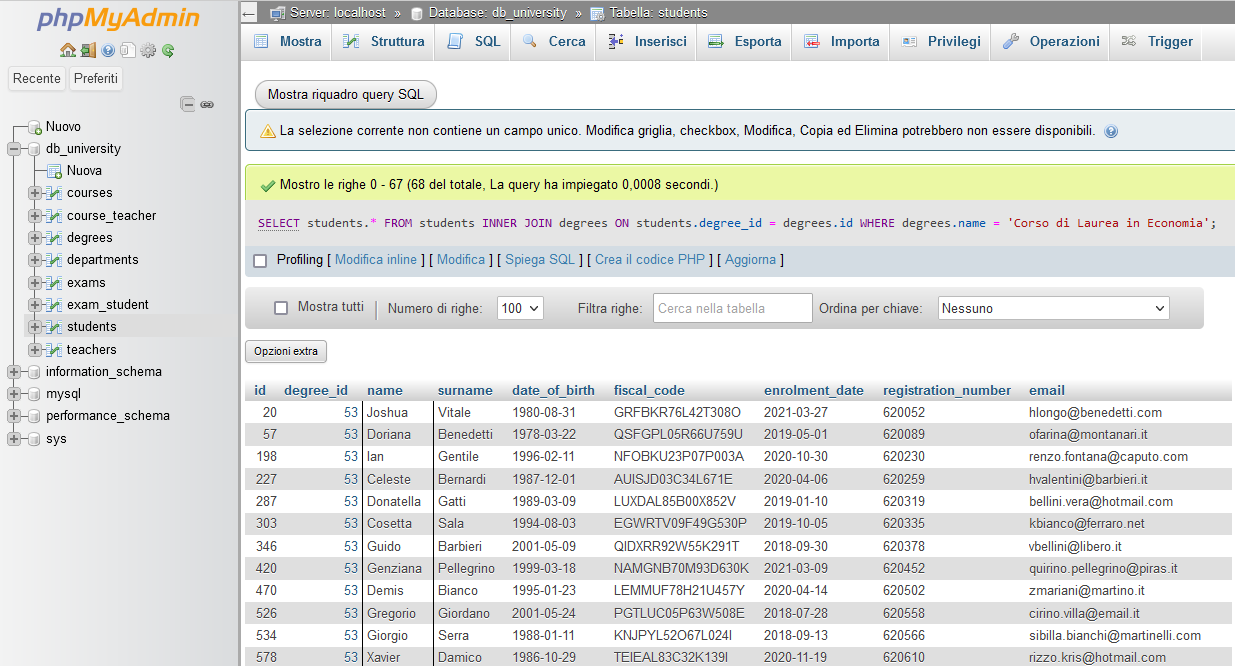 phpMyAdmin
Recente Preferiti
Nuovo
db_university
Nuova
courses
course_teacher
degrees
departments
exams
exam_student
students
teachers
information_schema
mysql
performance_schema
sys
Server: localhost » Database: db_university » Tabella: students
Mostra Struttura SQL Cerca Inserisci Esporta Importa Privilegi Operazioni Trigger
Mostra riquadro query SQL
La selezione corrente non contiene un campo unico. Modifica griglia, checkbox, Modifica, Copia ed Elimina potrebbero non essere disponibili.
Mostro le righe 0 - 67 (68 del totale, La query ha impiegato 0,0008 secondi.)
SELECT students.* FROM students INNER JOIN degrees ON students.degree_id = degrees.id WHERE degrees.name = 'Corso di Laurea in Economia';
Profiling [ Modifica inline ] [ Modifica ] [ Spiega SQL ] [ Crea il codice PHP ] [ Aggiorna ]
Mostra tutti Numero di righe: 100 Filtra righe: Cerca nella tabella Ordina per chiave: Nessuno
Opzioni extra
id degree_id name surname date_of_birth fiscal_code enrolment_date registration_number email
20 53 Joshua Vitale 1980-08-31 GRFBKR76L42T308O 2021-03-27 620052 hlongo@benedetti.com
57 53 Doriana Benedetti 1978-03-22 QSFGPL05R66U759U 2019-05-01 620089 ofarina@montanari.it
198 53 Ian Gentile 1996-02-11 NFOBKU23P07P003A 2020-10-30 620230 renzo.fontana@caputo.com
227 53 Celeste Bernardi 1987-12-01 AUISJD03C34L671E 2020-04-06 620259 hvalentini@barbieri.it
287 53 Donatella Gatti 1989-03-09 LUXDAL85B00X852V 2019-01-10 620319 bellini.vera@hotmail.com
303 53 Cosetta Sala 1994-08-03 EGWRTV09F49G530P 2019-10-05 620335 kbianco@ferraro.net
346 53 Guido Barbieri 2001-05-09 QIDXRR92W55K291T 2018-09-30 620378 vbellini@libero.it
420 53 Genziana Pellegrino 1999-03-18 NAMGNB70M93D630K 2021-03-09 620452 quirino.pellegrino@piras.it
470 53 Demis Bianco 1995-01-23 LEMMUF78H21U457Y 2020-04-14 620502 zmariani@martino.it
526 53 Gregorio Giordano 2001-05-24 PGTLUC05P63W508E 2018-07-28 620558 cirino.villa@email.it
534 53 Giorgio Serra 1988-01-11 KNJPYL52O67L024I 2018-09-13 620566 sibilla.bianchi@martinelli.com
578 53 Xavier Damico 1986-10-29 TEIEAL83C32K139I 2020-11-19 620610 rizzo.kris@hotmail.com